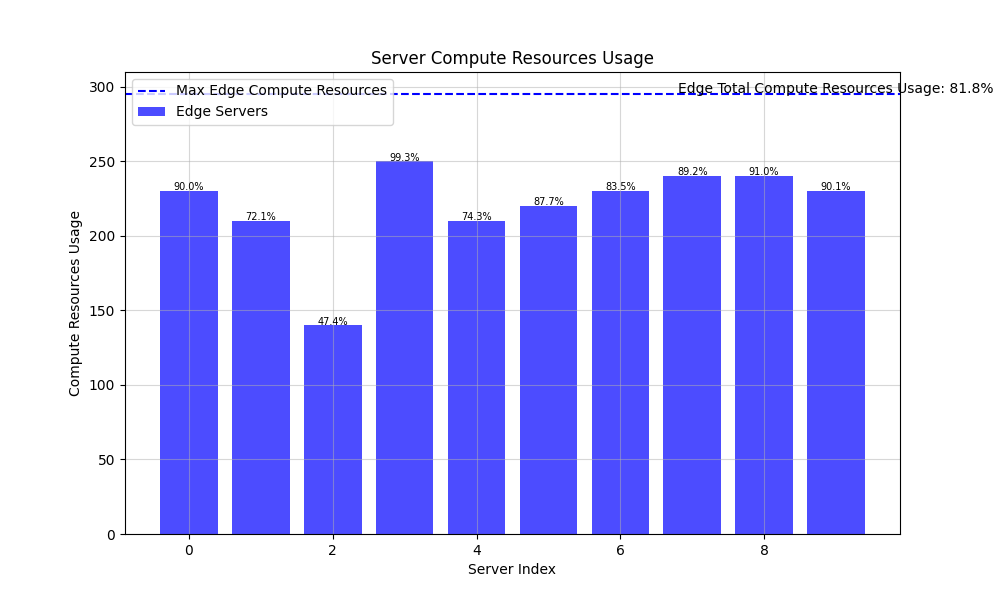 Server Compute Resources Usage
Max Edge Compute Resources
Edge Servers
Edge Total Compute Resources Usage: 81.8%
90.0%
72.1%
47.4%
99.3%
74.3%
87.7%
83.5%
89.2%
91.0%
90.1%
Compute Resources Usage
300
250
200
150
100
50
0
0 2 4 6 8
Server Index